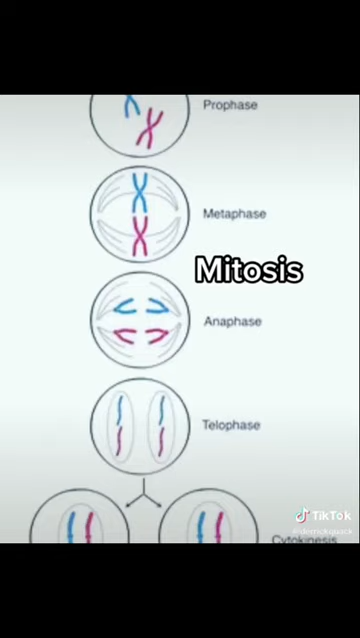 Prophase
Metaphase
Mitosis
Anaphase
Telophase
TikTok
Cytokinesis